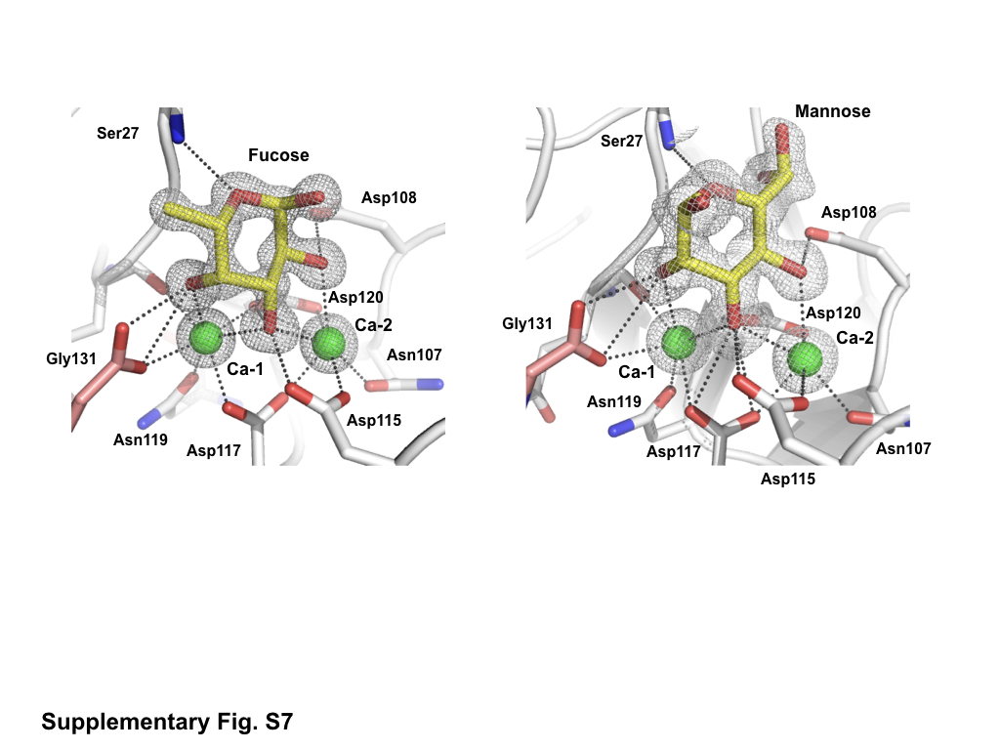 Ser27
Fucose
Asp108
Asp120
Ca-2
Gly131
Ca-1
Asn107
Asn119
Asp117
Asp115
Mannose
Ser27
Asp108
Gly131
Asp120
Ca-2
Ca-1
Asn119
Asp117
Asn107
Asp115
Supplementary Fig. S7